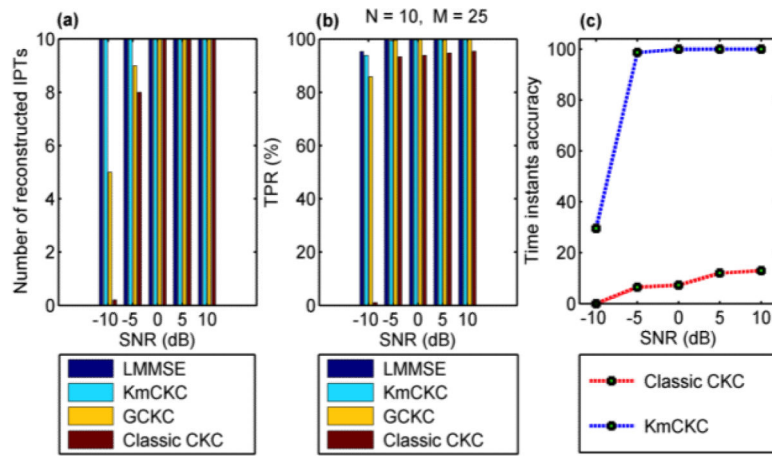 N = 10, M = 25
(a)
Number of reconstructed IPTs
10
8
6
4
2
0
-10 -5 0 5 10
SNR (dB)
LMMSE
KmCKC
GCKC
Classic CKC
(b)
TPR (%)
100
80
60
40
20
0
-10 -5 0 5 10
SNR (dB)
LMMSE
KmCKC
GCKC
Classic CKC
(c)
Time instants accuracy
100
80
60
40
20
0
-10 -5 0 5 10
SNR (dB)
Classic CKC
KmCKC